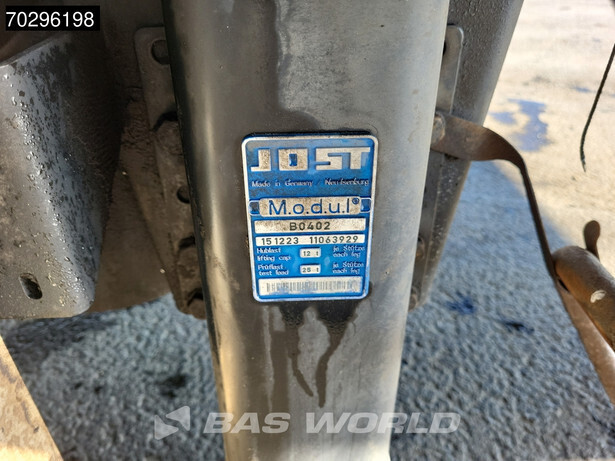 70296198
JOST
Made in Germany Neu-Isenburg
M.o.d.u.l
B0402
151223 11063929
Hublast 12 t je Stütze
lifting cap. each leg
Prüflast 28 t je Stütze
test load each leg
BAS WORLD